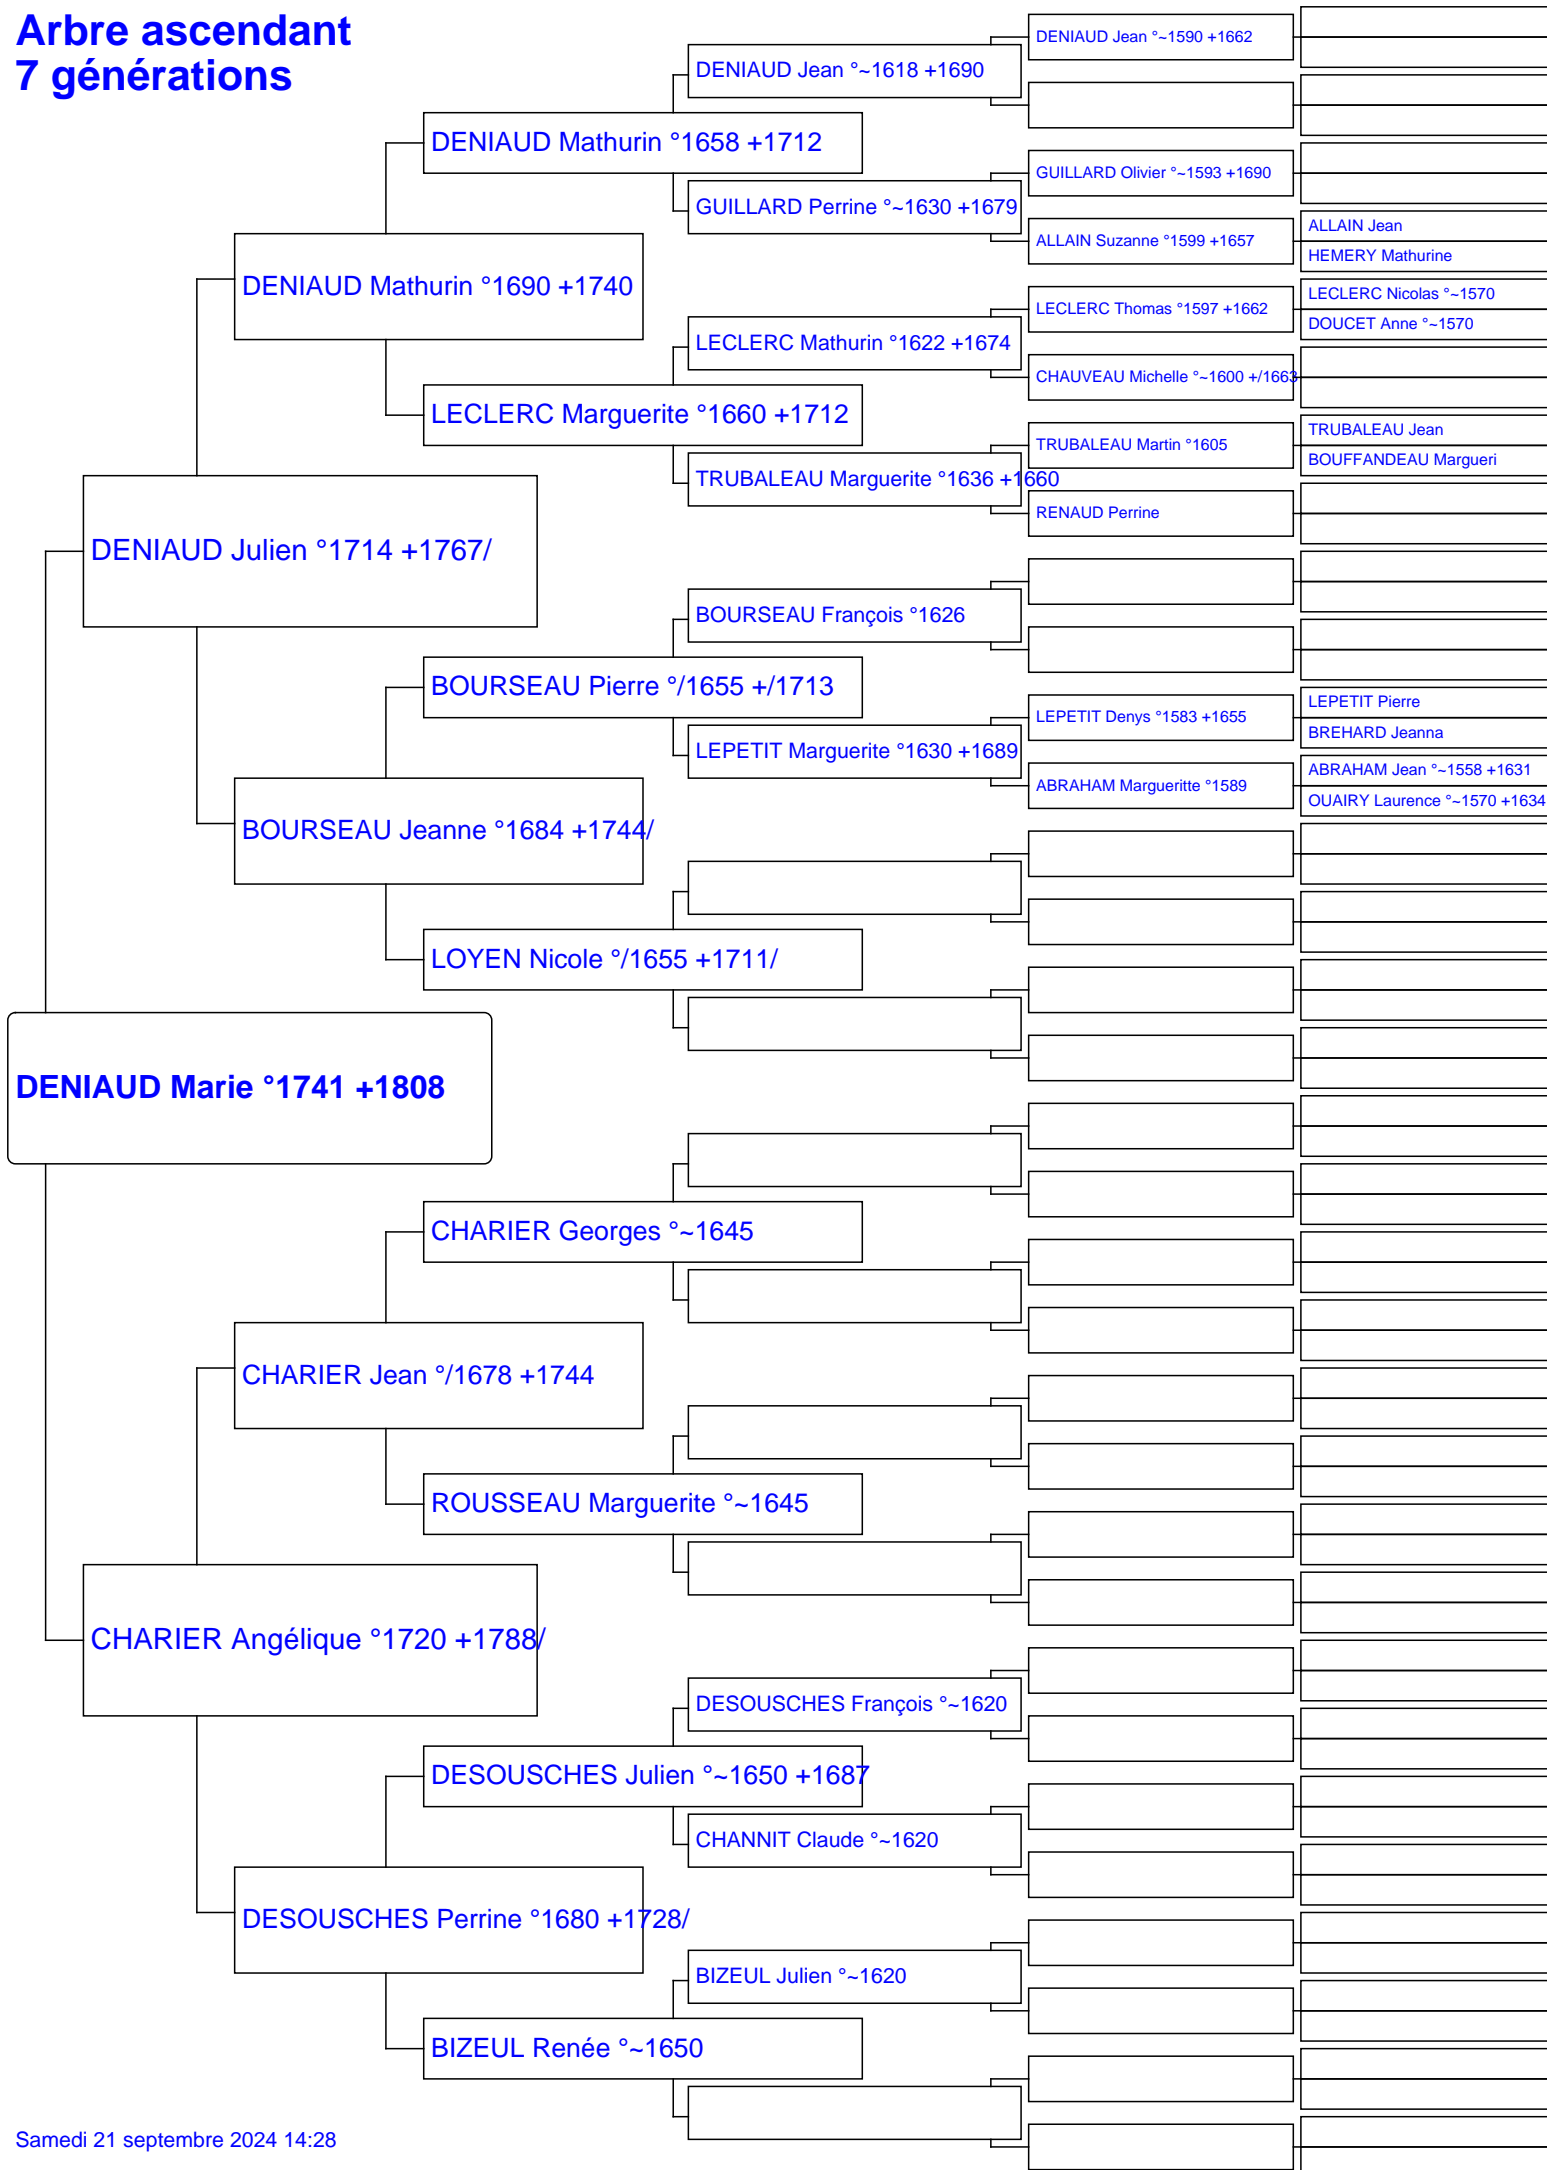 Arbre ascendant
7 générations
DENIAUD Jean °~1590 +1662
DENIAUD Jean °~1618 +1690
DENIAUD Mathurin °1658 +1712
GUILLARD Olivier °~1593 +1690
GUILLARD Perrine °~1630 +1679
ALLAIN Jean
ALLAIN Suzanne °1599 +1657
HEMERY Mathurine
DENIAUD Mathurin °1690 +1740
LECLERC Nicolas °~1570
LECLERC Thomas °1597 +1662
DOUCET Anne °~1570
LECLERC Mathurin °1622 +1674
CHAUVEAU Michelle °~1600 +/1663
LECLERC Marguerite °1660 +1712
TRUBALEAU Jean
TRUBALEAU Martin °1605
BOUFFANDEAU Margueri
TRUBALEAU Marguerite °1636 +1660
RENAUD Perrine
DENIAUD Julien °1714 +1767/
BOURSEAU François °1626
BOURSEAU Pierre °/1655 +/1713
LEPETIT Pierre
LEPETIT Denys °1583 +1655
BREHARD Jeanna
LEPETIT Marguerite °1630 +1689
ABRAHAM Jean °~1558 +1631
ABRAHAM Margueritte °1589
OUAIRY Laurence °~1570 +1634
BOURSEAU Jeanne °1684 +1744/
LOYEN Nicole °/1655 +1711/
DENIAUD Marie °1741 +1808
CHARIER Georges °~1645
CHARIER Jean °/1678 +1744
ROUSSEAU Marguerite °~1645
CHARIER Angélique °1720 +1788/
DESOUSCHES François °~1620
DESOUSCHES Julien °~1650 +1687
CHANNIT Claude °~1620
DESOUSCHES Perrine °1680 +1728/
BIZEUL Julien °~1620
BIZEUL Renée °~1650
Samedi 21 septembre 2024 14:28